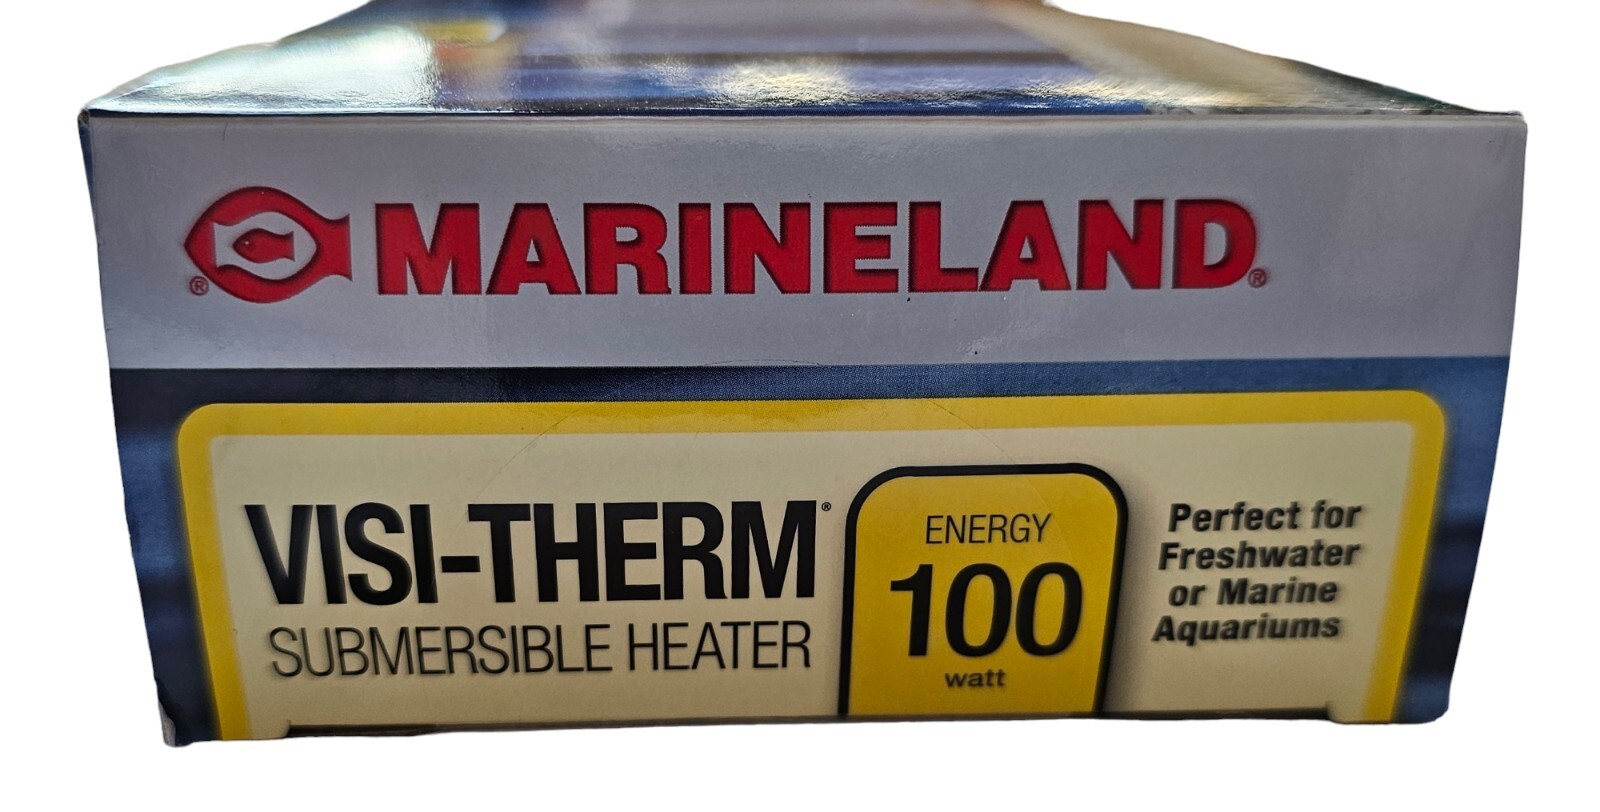 ® MARINELAND®
VISI-THERM®
SUBMERSIBLE HEATER
ENERGY
100
watt
Perfect for
Freshwater
or Marine
Aquariums